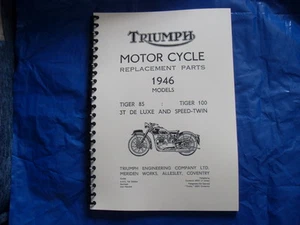 TRIUMPH
MOTOR CYCLE
REPLACEMENT PARTS
1946
MODELS
TIGER 85 : TIGER 100
5T DE LUXE AND SPEED-TWIN
TRIUMPH ENGINEERING COMPANY LTD.
MERIDEN WORKS, ALLESLEY, COVENTRY